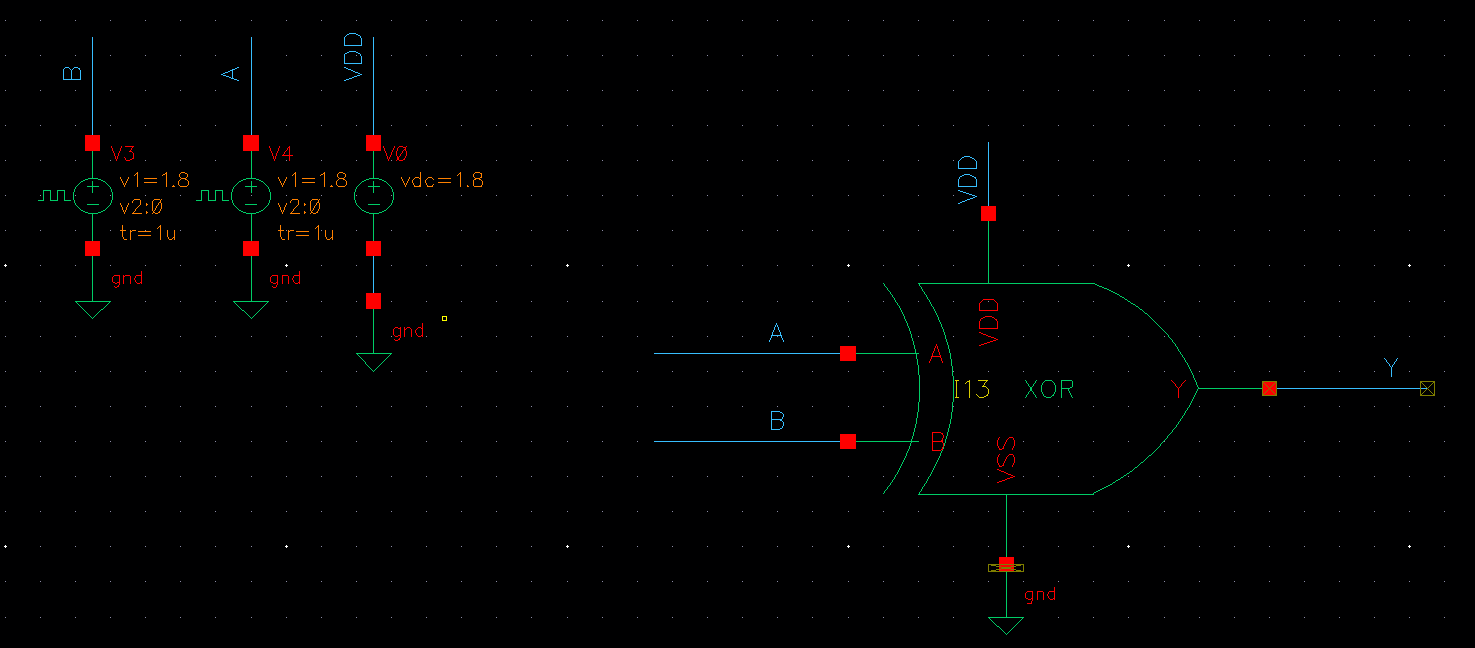 B
A
VDD
V3
v1=1.8
v2:0
tr=1u
gnd
V4
v1=1.8
v2:0
tr=1u
gnd
V0
vdc=1.8
gnd
VDD
VDD
A
A
I13
XOR
Y
Y
B
B
VSS
gnd